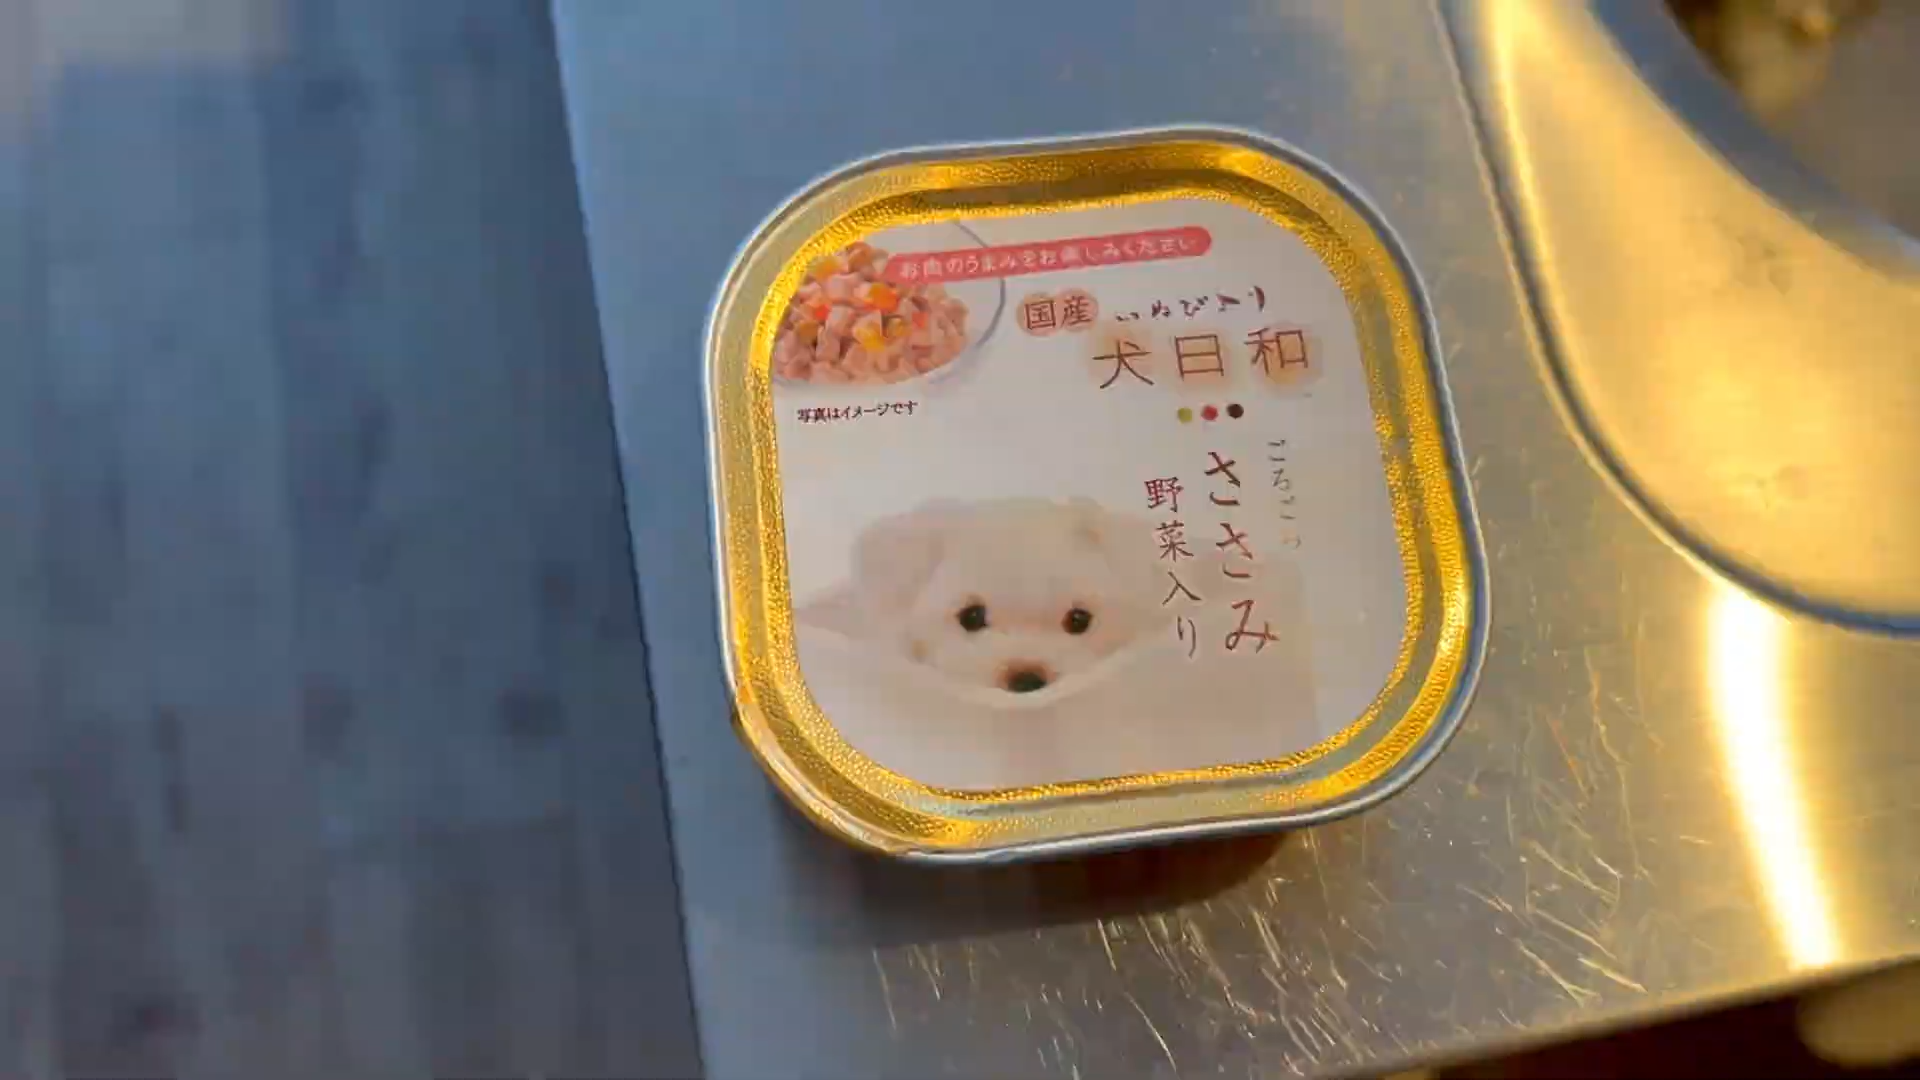 お肉のうまみをお楽しみください
国産
いぬびより
犬日和
写真はイメージです
ごろごろ
ささみ
野菜入り